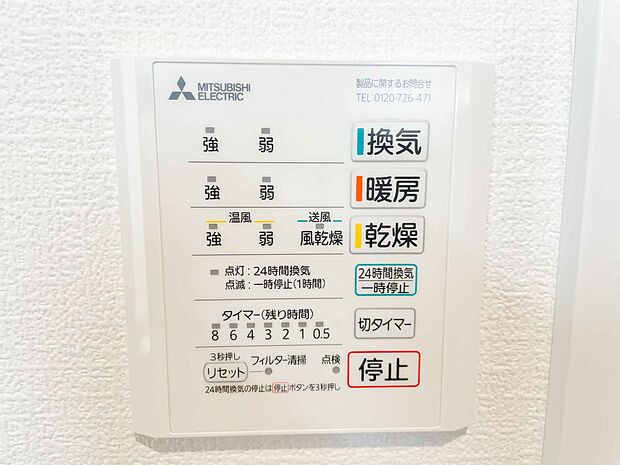 MITSUBISHI
ELECTRIC
製品に関するお問合せ
TEL:0120-726-471
強 弱 換気
強 弱 暖房
温風 送風
強 弱 風乾燥 乾燥
点灯:24時間換気
点滅:一時停止(1時間)
24時間換気
一時停止
タイマー(残り時間)
8 6 4 3 2 1 0.5
切タイマー
3秒押し
リセット フィルター清掃 点検
停止
24時間換気の停止は停止ボタンを3秒押し